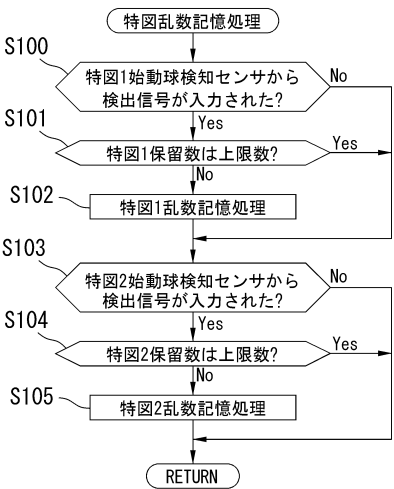 特図乱数記憶処理
S100
特図1始動球検知センサから
検出信号が入力された?
No
Yes
S101
特図1保留数は上限数?
Yes
No
S102
特図1乱数記憶処理
S103
特図2始動球検知センサから
検出信号が入力された?
No
Yes
S104
特図2保留数は上限数?
Yes
No
S105
特図2乱数記憶処理
RETURN